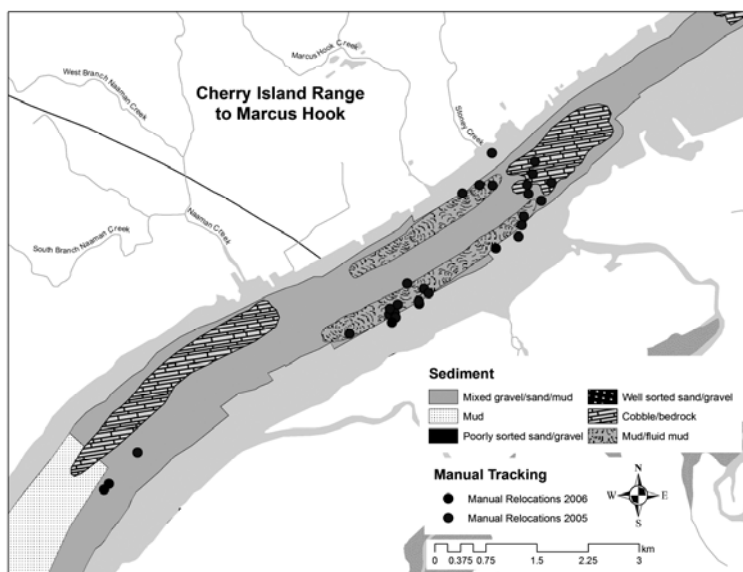 Marcus Hook Creek
West Branch Naaman Creek
Cherry Island Range
to Marcus Hook
Stoney Creek
Naaman Creek
South Branch Naaman Creek
Sediment
Mixed gravel/sand/mud
Well sorted sand/gravel
Mud
Cobble/bedrock
Poorly sorted sand/gravel
Mud/fluid mud
Manual Tracking
Manual Relocations 2006
Manual Relocations 2005
N
W
E
S
km
0 0.375 0.75 1.5 2.25 3